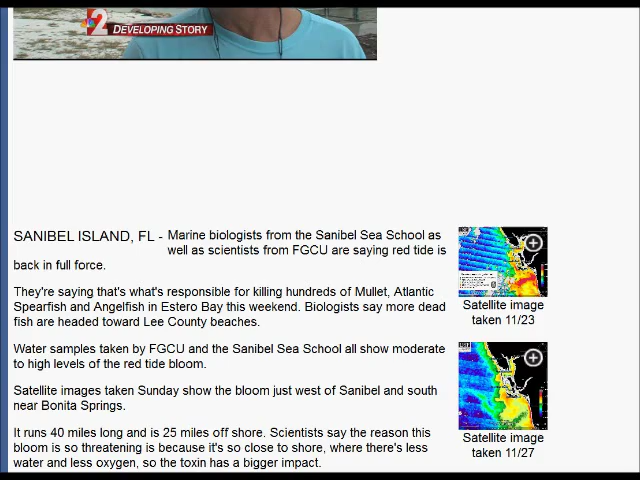 2 DEVELOPING STORY
SANIBEL ISLAND, FL - Marine biologists from the Sanibel Sea School as
well as scientists from FGCU are saying red tide is
back in full force.
They're saying that's what's responsible for killing hundreds of Mullet, Atlantic
Spearfish and Angelfish in Estero Bay this weekend. Biologists say more dead
fish are headed toward Lee County beaches.
Water samples taken by FGCU and the Sanibel Sea School all show moderate
to high levels of the red tide bloom.
Satellite images taken Sunday show the bloom just west of Sanibel and south
near Bonita Springs.
It runs 40 miles long and is 25 miles off shore. Scientists say the reason this
bloom is so threatening is because it's so close to shore, where there's less
water and less oxygen, so the toxin has a bigger impact.
Satellite image
taken 11/23
Satellite image
taken 11/27